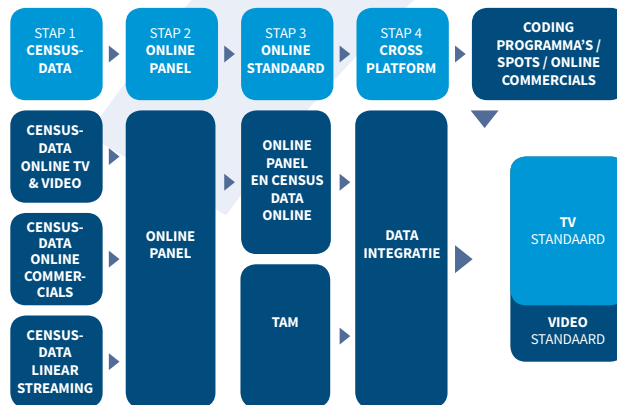 STAP 1
CENSUS-
DATA
STAP 2
ONLINE
PANEL
STAP 3
ONLINE
STANDAARD
STAP 4
CROSS
PLATFORM
CODING
PROGRAMMA'S /
SPOTS / ONLINE
COMMERCIALS
CENSUS-
DATA
ONLINE TV
& VIDEO
CENSUS-
DATA
ONLINE
COMMER-
CIALS
CENSUS-
DATA
LINEAR
STREAMING
ONLINE
PANEL
ONLINE
PANEL
EN CENSUS
DATA
ONLINE
TAM
DATA
INTEGRATIE
TV
STANDAARD
VIDEO
STANDAARD